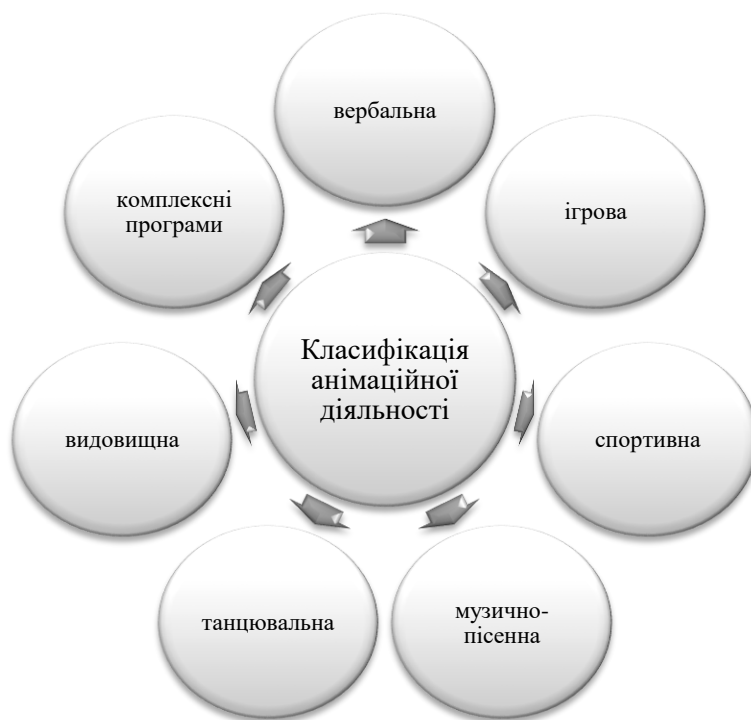 вербальна
комплексні
програми
ігрова
Класифікація
анімаційної
діяльності
видовищна
спортивна
танцювальна
музично-
пісенна